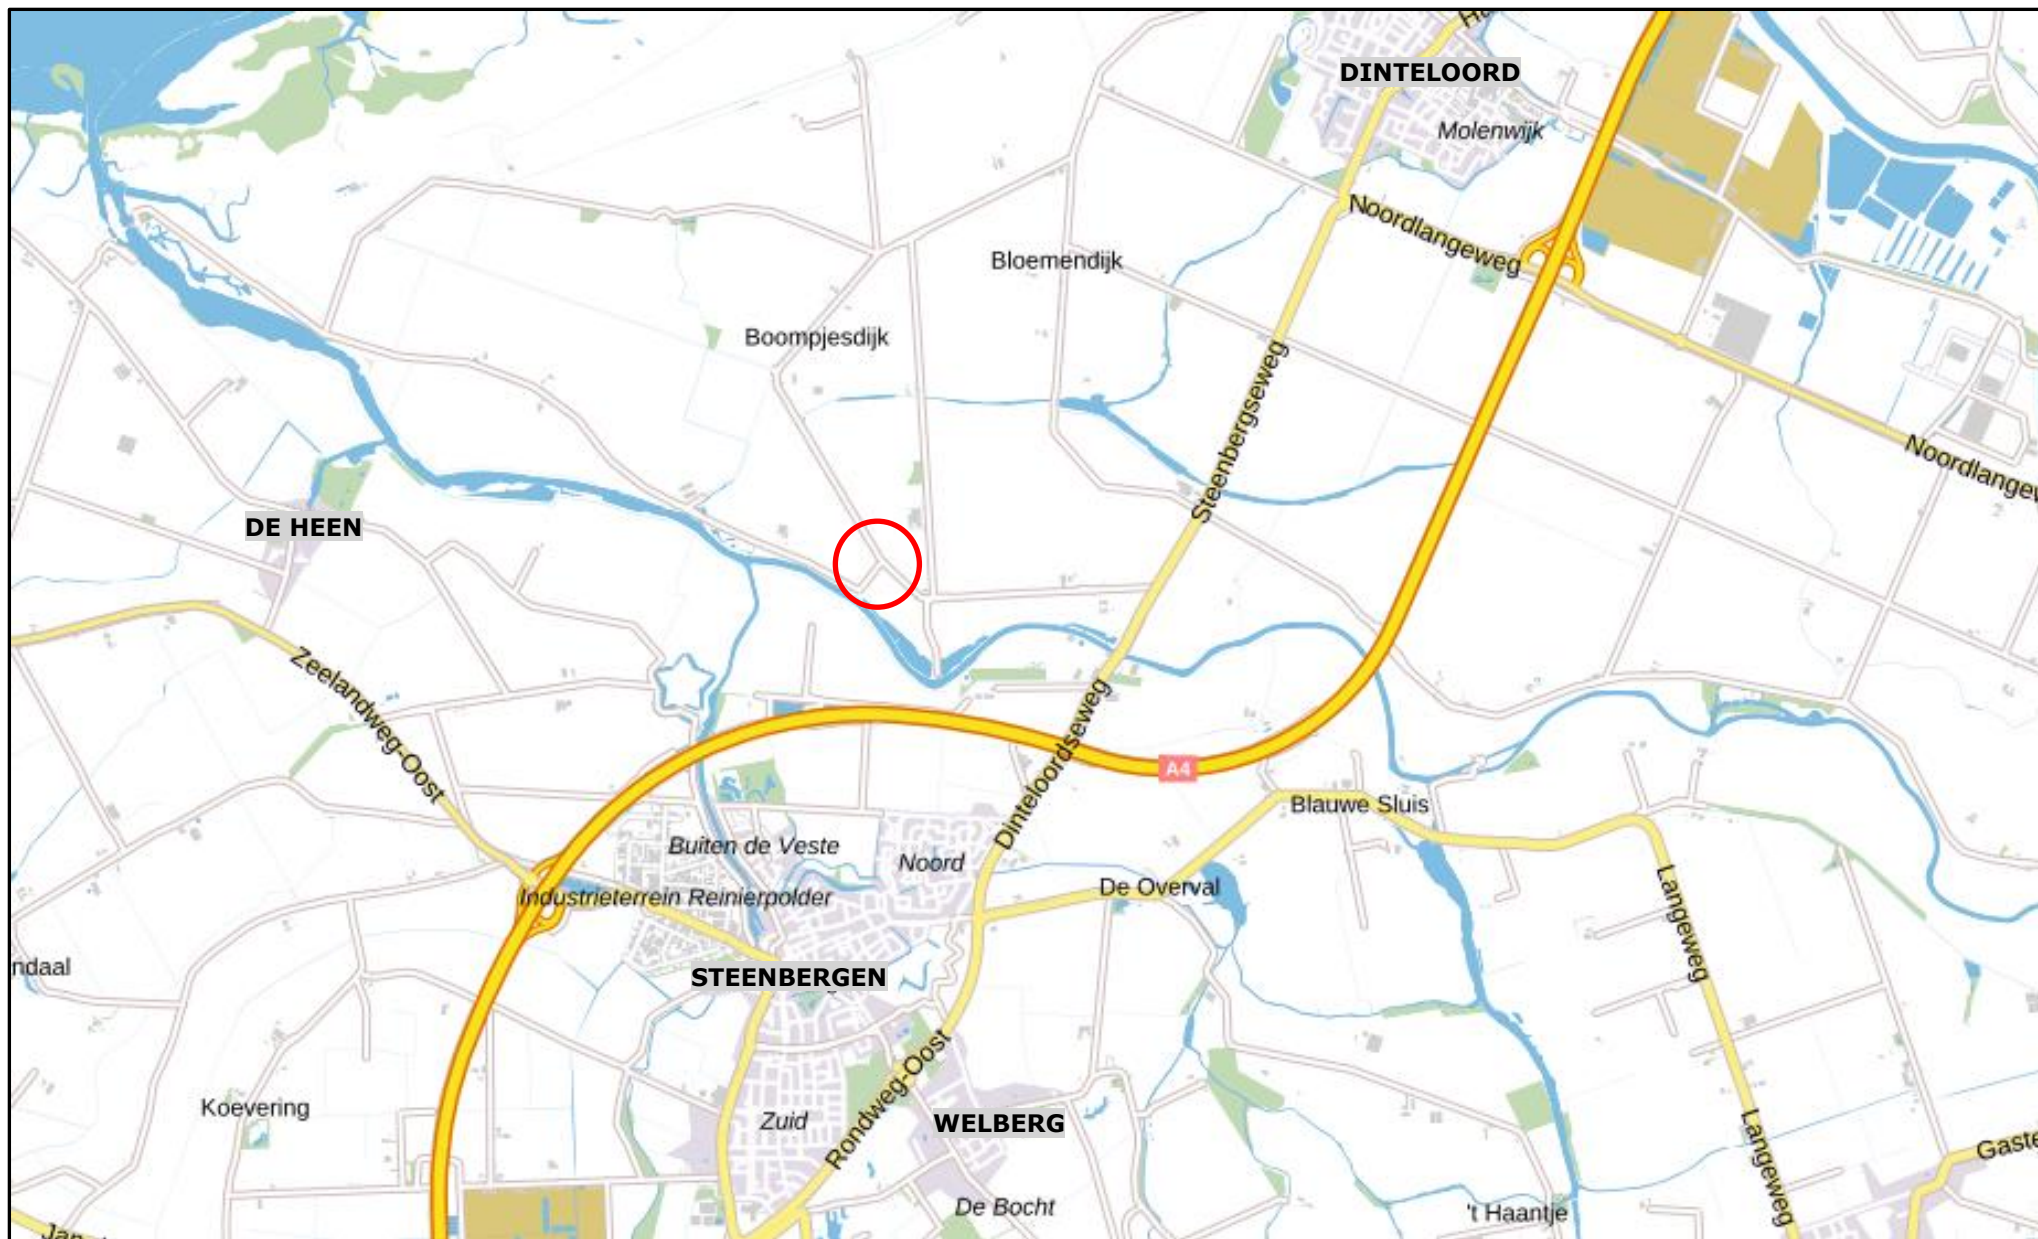 DINTELOORD
Molenwijk
Noordlangeweg
Bloemendijk
Boompjesdijk
Steenbergseweg
DE HEEN
Zeelandweg-Oost
Dinteloordseweg
A4
Blauwe Sluis
Buiten de Veste
Noord
De Overval
Industrieterrein Reinierpolder
Langeweg
ndaal
STEENBERGEN
Rondweg-Oost
Koevering
Zuid
WELBERG
Langeweg
Gaste
De Bocht
't Haantje